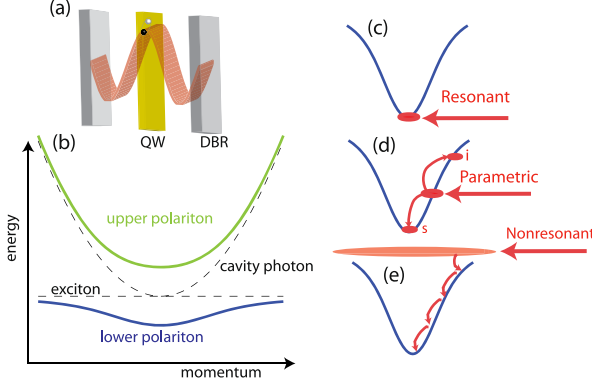 (a)
QW
DBR
(b)
energy
upper polariton
cavity photon
exciton
lower polariton
momentum
(c)
Resonant
(d)
i
Parametric
s
Nonresonant
(e)